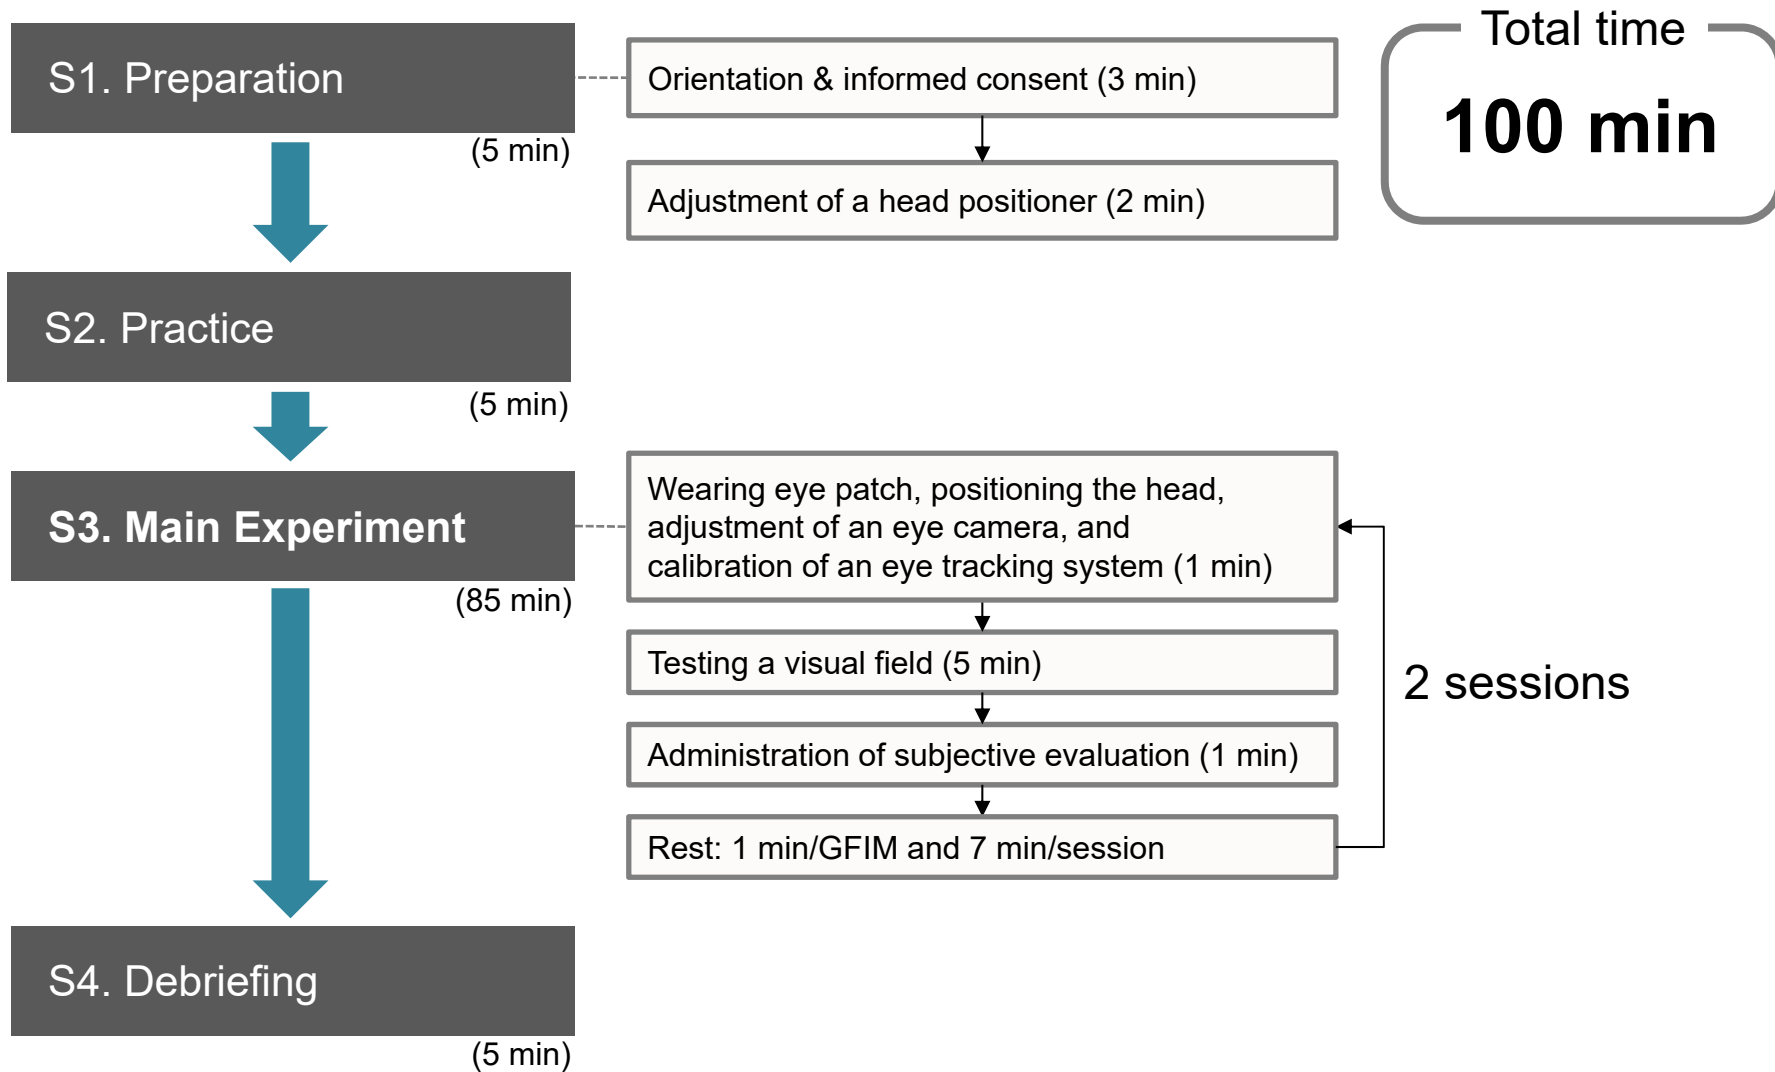 Total time
100 min
S1. Preparation
(5 min)
Orientation & informed consent (3 min)
Adjustment of a head positioner (2 min)
S2. Practice
(5 min)
S3. Main Experiment
(85 min)
Wearing eye patch, positioning the head,
adjustment of an eye camera, and
calibration of an eye tracking system (1 min)
Testing a visual field (5 min)
Administration of subjective evaluation (1 min)
Rest: 1 min/GFIM and 7 min/session
2 sessions
S4. Debriefing
(5 min)